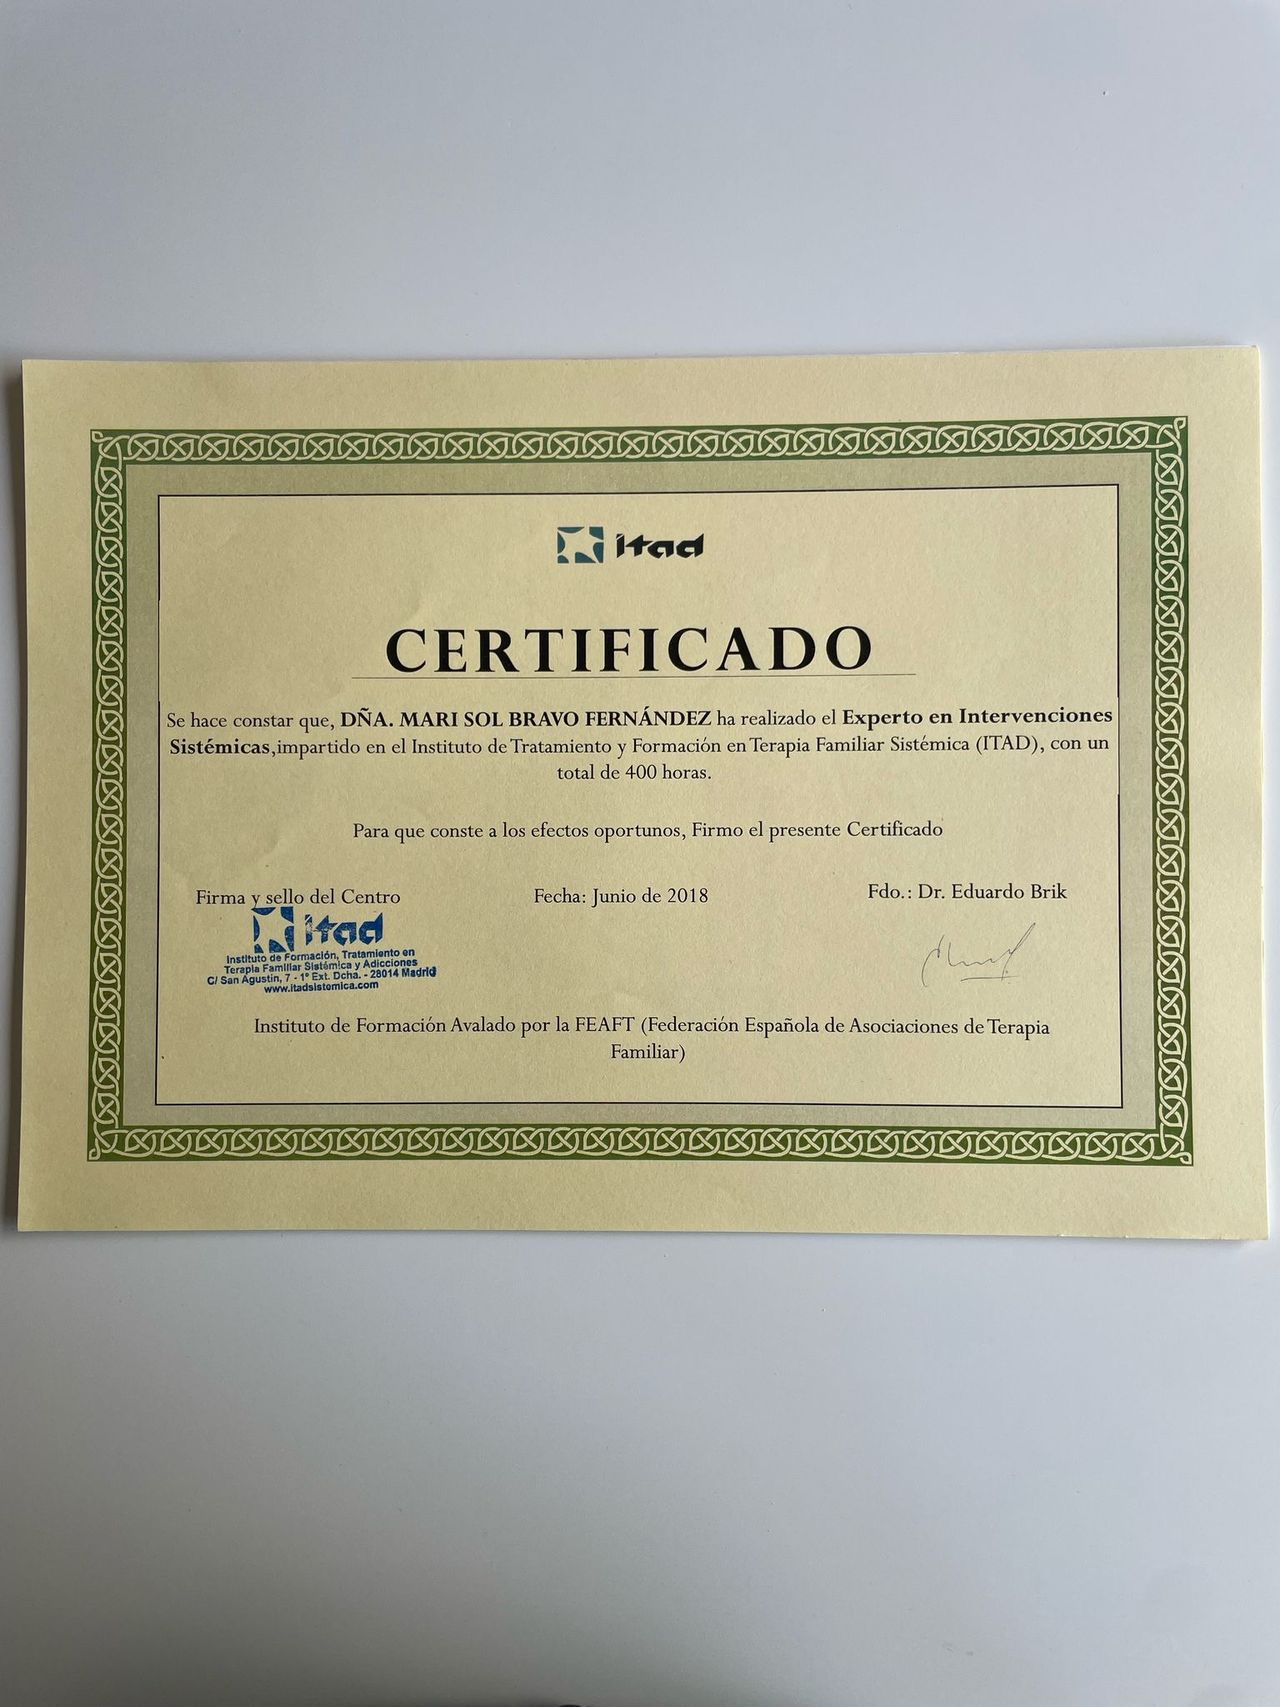 itad
CERTIFICADO
Se hace constar que, DÑA. MARI SOL BRAVO FERNÁNDEZ ha realizado el Experto en Intervenciones
Sistémicas,impartido en el Instituto de Tratamiento y Formación en Terapia Familiar Sistémica (ITAD), con un
total de 400 horas.
Para que conste a los efectos oportunos, Firmo el presente Certificado
Firma y sello del Centro
Fecha: Junio de 2018
Fdo.: Dr. Eduardo Brik
itad
Instituto de Formación, Tratamiento en
Terapia Familiar Sistémica y Adicciones
C/ San Agustin, 7 - 1º Ext. Dcha. - 28014 Madrid
www.itadsistemica.com
Instituto de Formación Avalado por la FEAFT (Federación Española de Asociaciones de Terapia
Familiar)